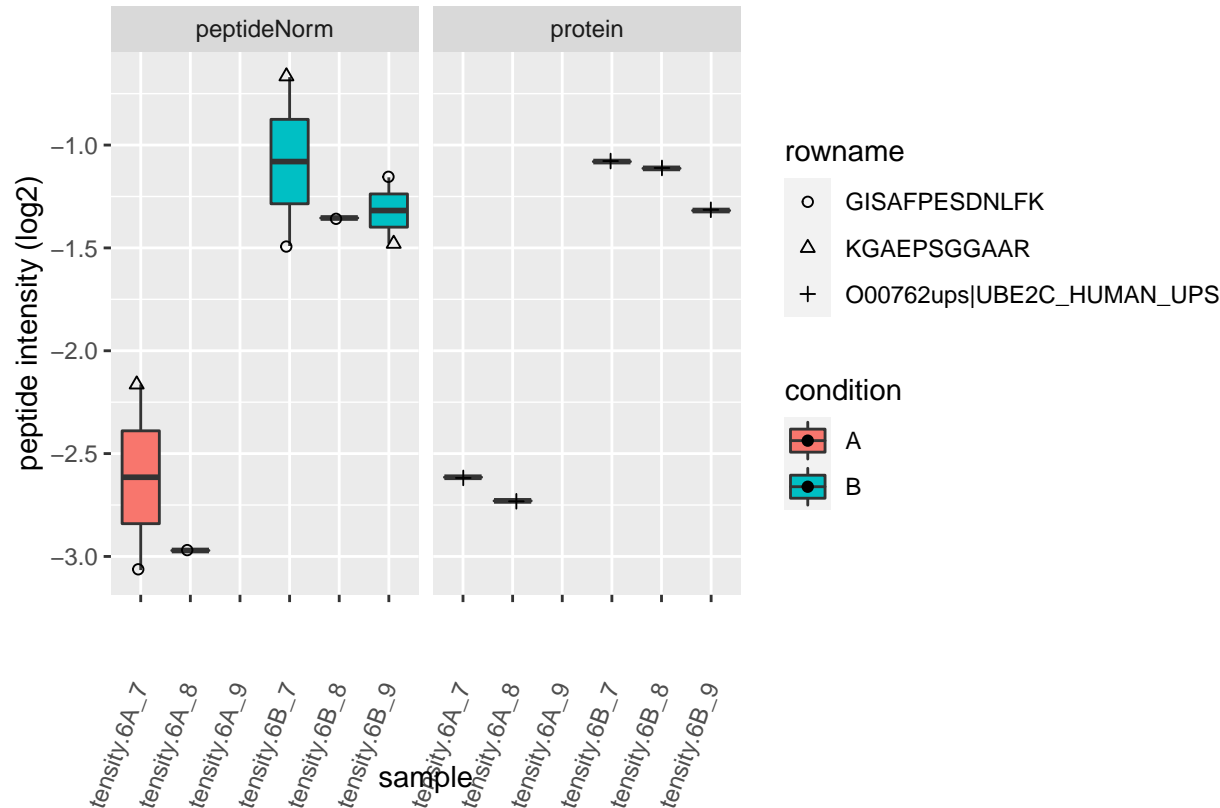 peptideNorm
protein
peptide intensity (log2)
−1.0
−1.5
−2.0
−2.5
−3.0
tensity.6A_7
tensity.6A_8
tensity.6A_9
tensity.6B_7
tensity.6B_8
tensity.6B_9
tensity.6A_7
tensity.6A_8
tensity.6A_9
tensity.6B_7
tensity.6B_8
tensity.6B_9
sample
rowname
GISAFPESDNLFK
KGAEPSGGAAR
O00762ups|UBE2C_HUMAN_UPS
condition
A
B